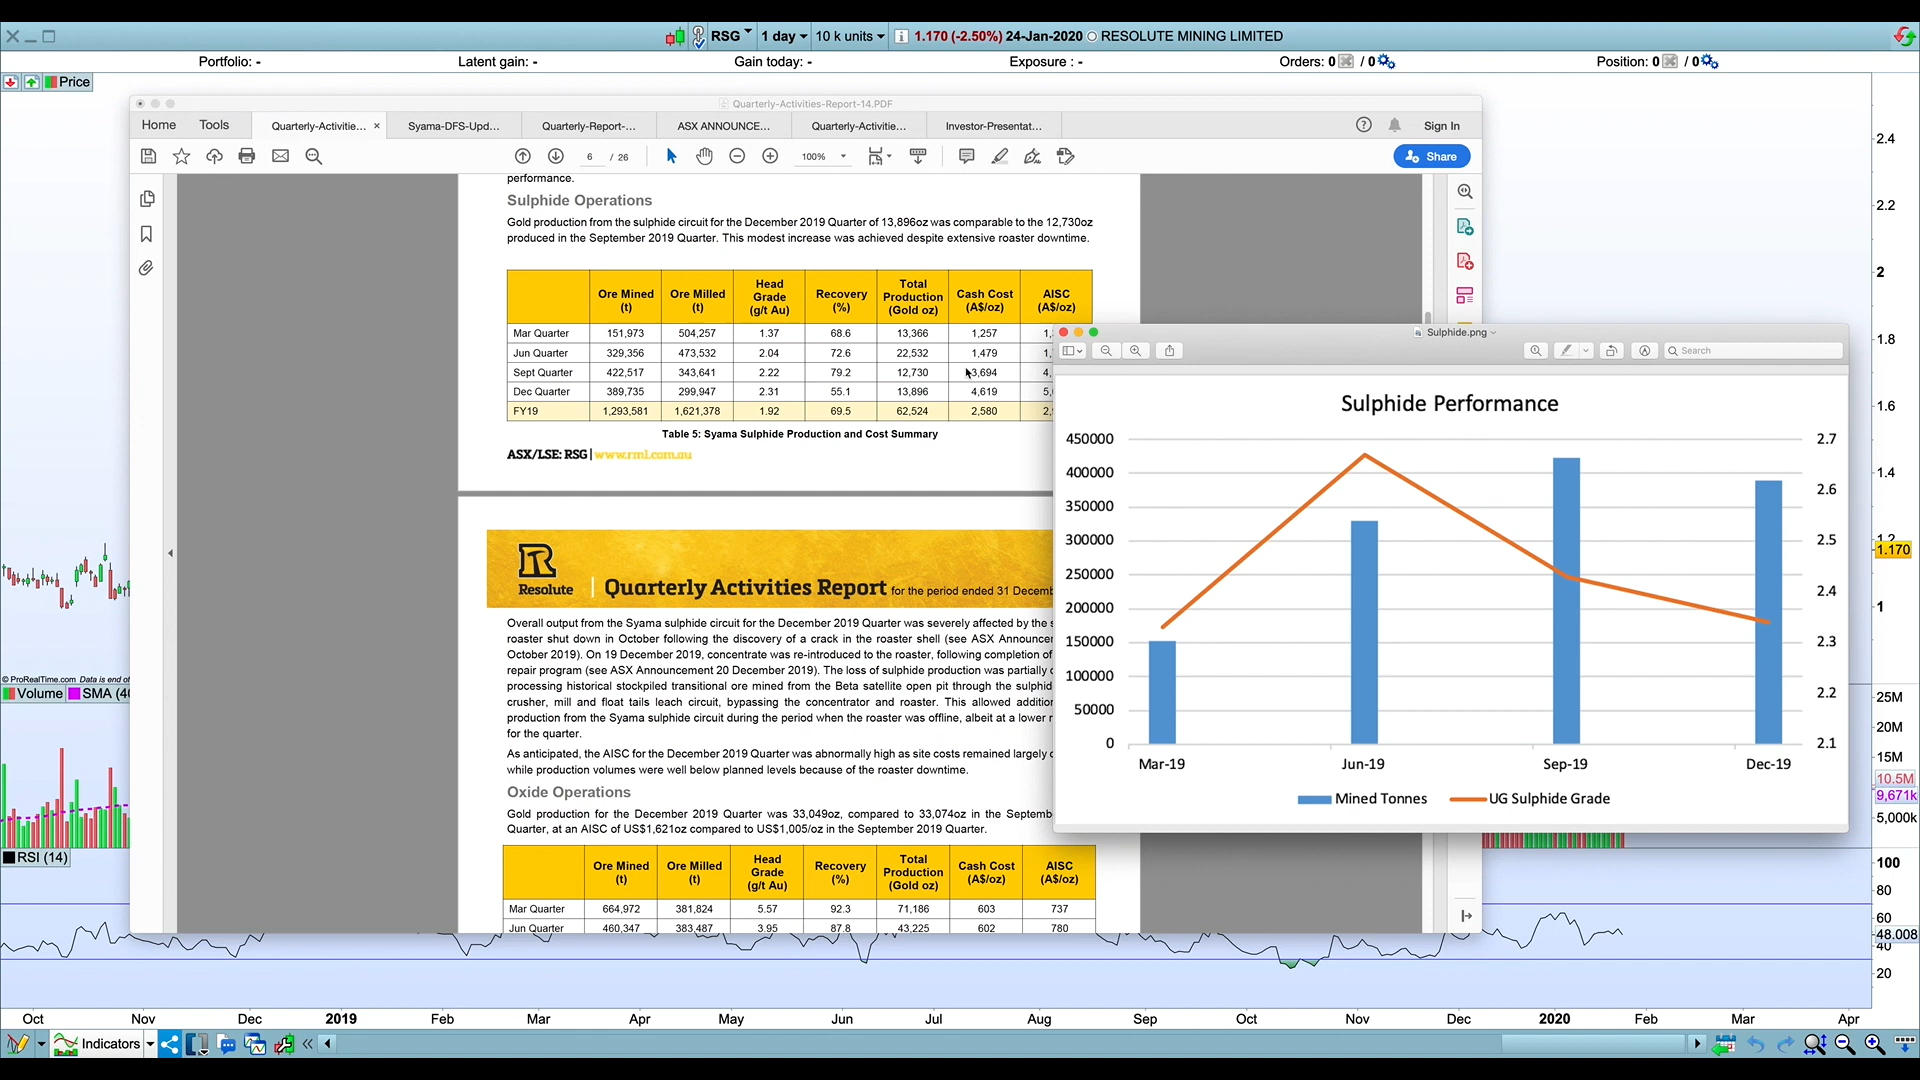 RSG 1 day 10 k units 1.170 (-2.50%) 24-Jan-2020 RESOLUTE MINING LIMITED
Portfolio: - Latent gain: - Gain today: - Exposure : - Orders: 0 / 0 Position: 0 / 0
Price
Quarterly-Activities-Report-14.PDF
Home Tools Quarterly-Activitie... × Syama-DFS-Upd... Quarterly-Report-... ASX ANNOUNCE... Quarterly-Activitie... Investor-Presentat... Sign In
6 / 26 100% Share
performance.
Sulphide Operations
Gold production from the sulphide circuit for the December 2019 Quarter of 13,896oz was comparable to the 12,730oz
produced in the September 2019 Quarter. This modest increase was achieved despite extensive roaster downtime.
Ore Mined (t) Ore Milled (t) Head Grade (g/t Au) Recovery (%) Total Production (Gold oz) Cash Cost (A$/oz) AISC (A$/oz)
Mar Quarter 151,973 504,257 1.37 68.6 13,366 1,257 1,
Jun Quarter 329,356 473,532 2.04 72.6 22,532 1,479 1,
Sept Quarter 422,517 343,641 2.22 79.2 12,730 3,694 4,
Dec Quarter 389,735 299,947 2.31 55.1 13,896 4,619 5,
FY19 1,293,581 1,621,378 1.92 69.5 62,524 2,580 2,
Table 5: Syama Sulphide Production and Cost Summary
ASX/LSE: RSG | www.rml.com.au
Resolute | Quarterly Activities Report for the period ended 31 Decemb
Overall output from the Syama sulphide circuit for the December 2019 Quarter was severely affected by the s
roaster shut down in October following the discovery of a crack in the roaster shell (see ASX Announcer
October 2019). On 19 December 2019, concentrate was re-introduced to the roaster, following completion of
repair program (see ASX Announcement 20 December 2019). The loss of sulphide production was partially
processing historical stockpiled transitional ore mined from the Beta satellite open pit through the sulphid
crusher, mill and float tails leach circuit, bypassing the concentrator and roaster. This allowed additio
production from the Syama sulphide circuit during the period when the roaster was offline, albeit at a lower r
for the quarter.
As anticipated, the AISC for the December 2019 Quarter was abnormally high as site costs remained largely
while production volumes were well below planned levels because of the roaster downtime.
Oxide Operations
Gold production for the December 2019 Quarter was 33,049oz, compared to 33,074oz in the Septemb
Quarter, at an AISC of US$1,621oz compared to US$1,005/oz in the September 2019 Quarter.
Ore Mined (t) Ore Milled (t) Head Grade (g/t Au) Recovery (%) Total Production (Gold oz) Cash Cost (A$/oz) AISC (A$/oz)
Mar Quarter 664,972 381,824 5.57 92.3 71,186 603 737
Jun Quarter 460,347 383,487 3.95 87.8 43,225 602 780
Sulphide.png
Search
Sulphide Performance
450000 2.7
400000
350000 2.6
300000 2.5
250000
200000 2.4
150000 2.3
100000
50000 2.2
0 2.1
Mar-19 Jun-19 Sep-19 Dec-19
Mined Tonnes UG Sulphide Grade
2.4
2.2
2
1.8
1.6
1.4
1.2
1.170
1
© ProRealTime.com Data is end of
Volume SMA (40
25M
20M
15M
10.5M
9,671k
5,000k
RSI (14)
100
80
60
48.008
40
20
Oct Nov Dec 2019 Feb Mar Apr May Jun Jul Aug Sep Oct Nov Dec 2020 Feb Mar Apr
Indicators